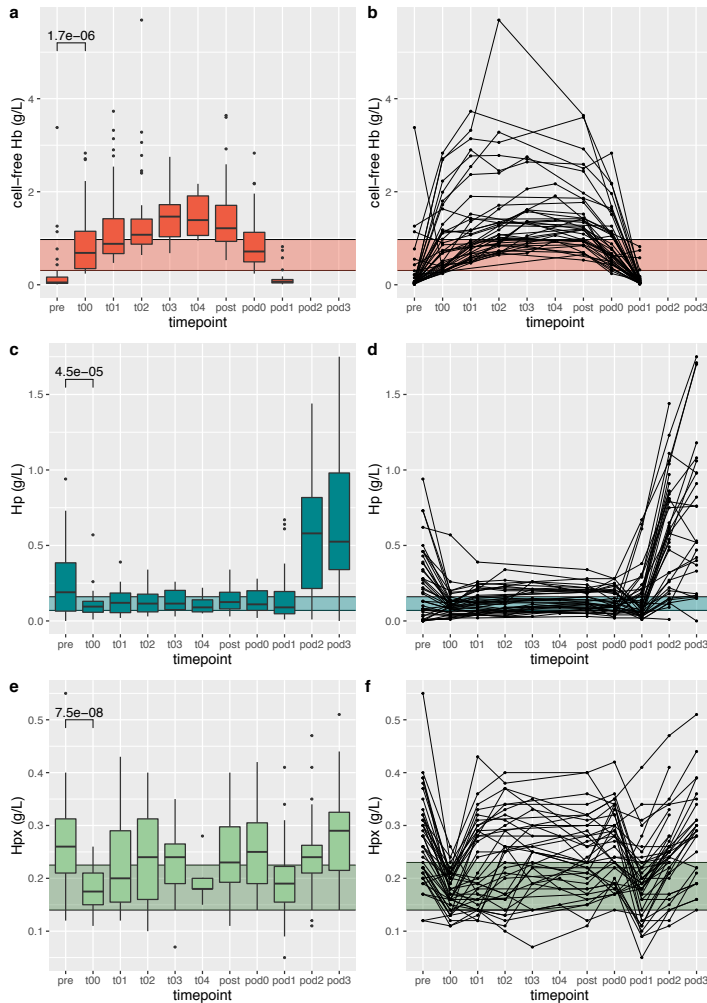 a
1.7e−06
cell−free Hb (g/L)
4
2
0
pre t00 t01 t02 t03 t04 post pod0 pod1 pod2 pod3
timepoint
b
cell−free Hb (g/L)
4
2
0
pre t00 t01 t02 t03 t04 post pod0 pod1 pod2 pod3
timepoint
c
4.5e−05
Hp (g/L)
1.5
1.0
0.5
0.0
pre t00 t01 t02 t03 t04 post pod0 pod1 pod2 pod3
timepoint
d
Hp (g/L)
1.5
1.0
0.5
0.0
pre t00 t01 t02 t03 t04 post pod0 pod1 pod2 pod3
timepoint
e
7.5e−08
Hpx (g/L)
0.5
0.4
0.3
0.2
0.1
pre t00 t01 t02 t03 t04 post pod0 pod1 pod2 pod3
timepoint
f
Hpx (g/L)
0.5
0.4
0.3
0.2
0.1
pre t00 t01 t02 t03 t04 post pod0 pod1 pod2 pod3
timepoint